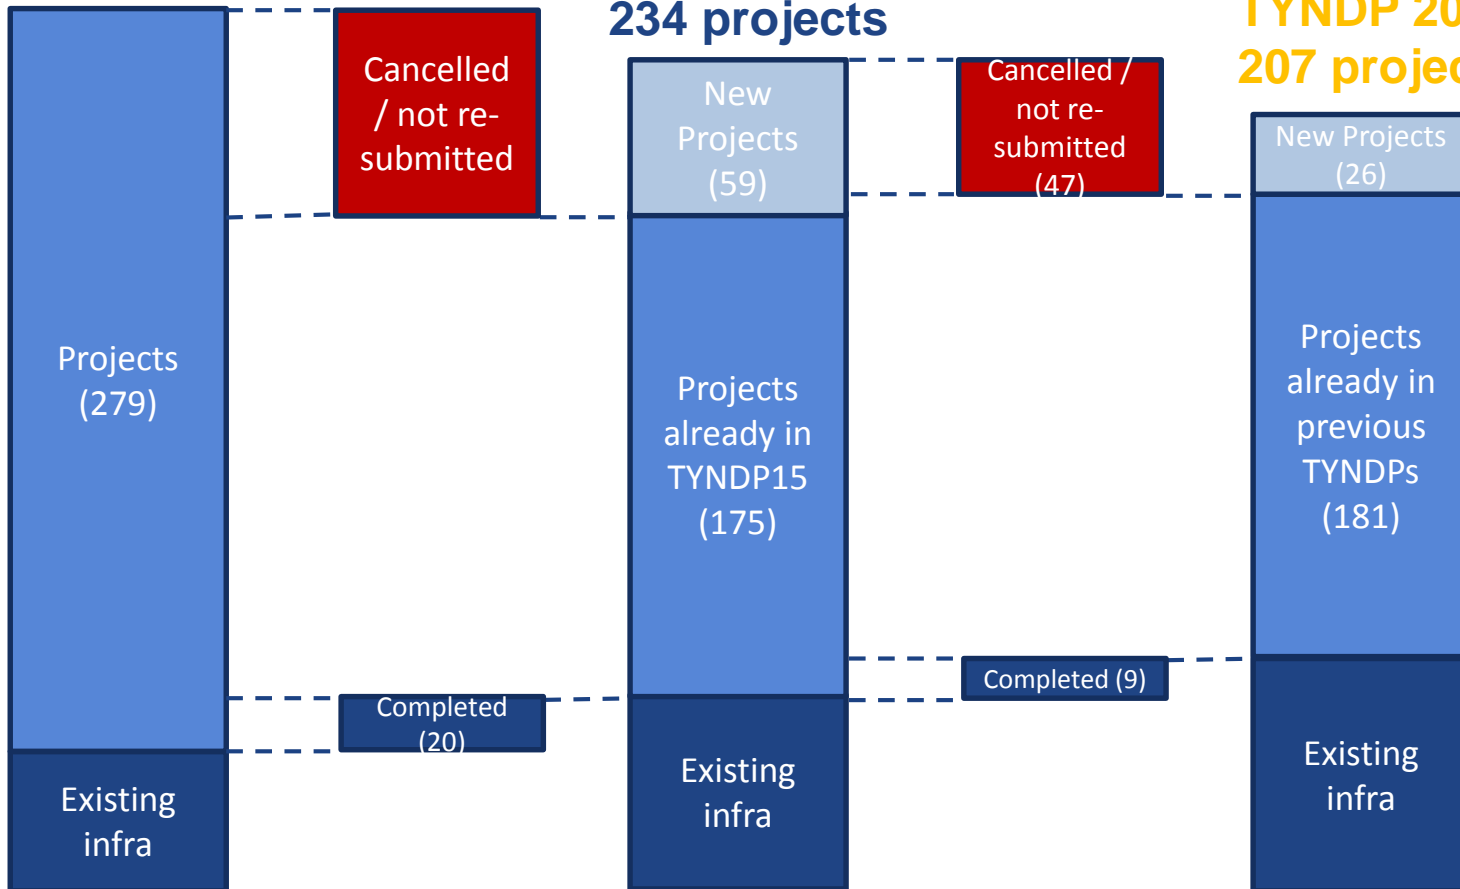 234 projects
TYNDP 20
207 projec
Projects
(279)
Existing
infra
Cancelled
/ not re-
submitted
Completed
(20)
New
Projects
(59)
Projects
already in
TYNDP15
(175)
Existing
infra
Cancelled /
not re-
submitted
(47)
Completed (9)
New Projects
(26)
Projects
already in
previous
TYNDPs
(181)
Existing
infra